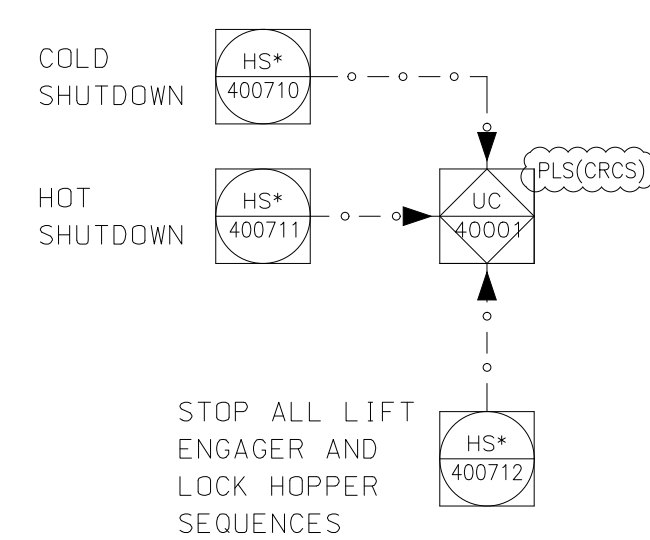 COLD
SHUTDOWN
HS*
400710
PLS(CRCS)
HOT
SHUTDOWN
HS*
400711
UC
40001
STOP ALL LIFT
ENGAGER AND
LOCK HOPPER
SEQUENCES
HS*
400712